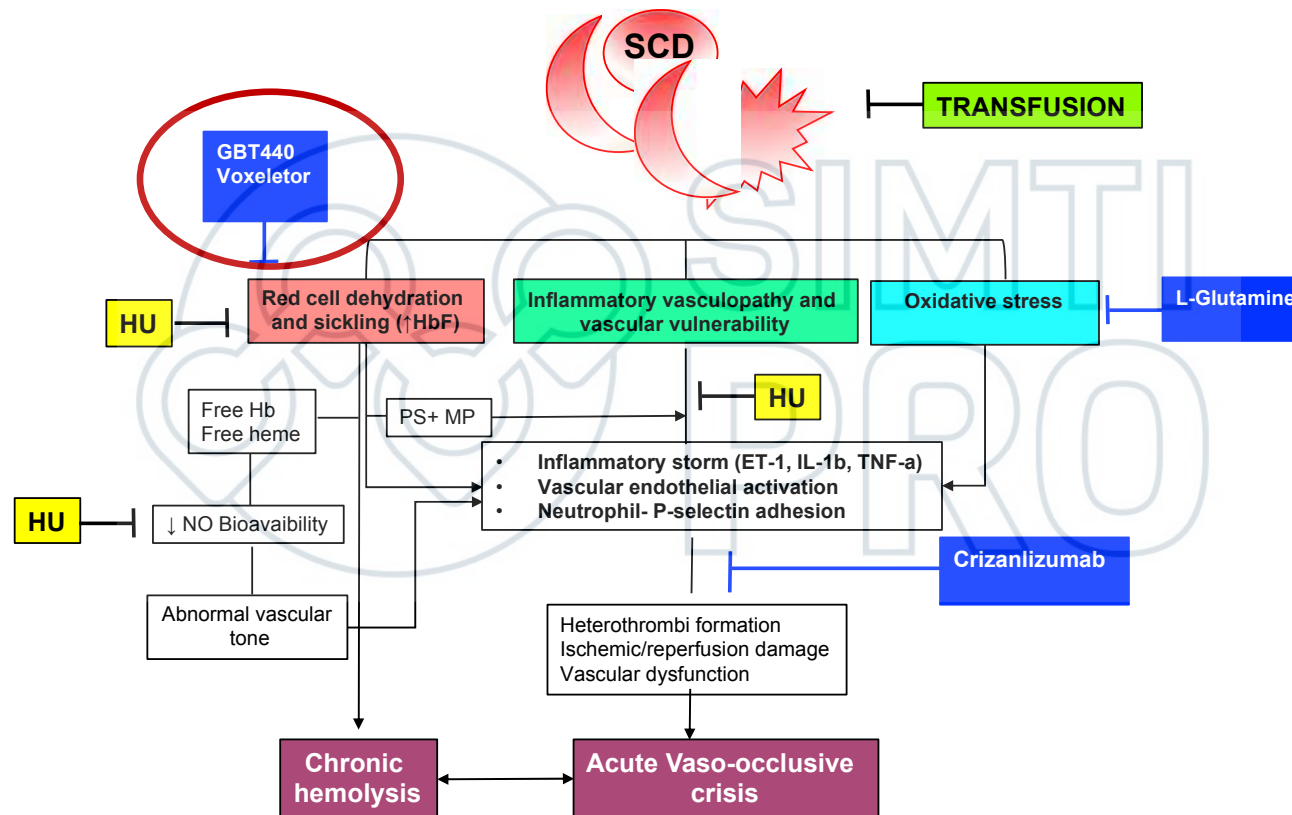 SCD
TRANSFUSION
GBT440
Voxeletor
SIMTI
PRO
HU
Red cell dehydration
and sickling (↑HbF)
Inflammatory vasculopathy and
vascular vulnerability
Oxidative stress
L-Glutamine
Free Hb
Free heme
PS+ MP
HU
• Inflammatory storm (ET-1, IL-1b, TNF-a)
• Vascular endothelial activation
• Neutrophil- P-selectin adhesion
HU
↓ NO Bioavaibility
Crizanlizumab
Abnormal vascular
tone
Heterothrombi formation
Ischemic/reperfusion damage
Vascular dysfunction
Chronic
hemolysis
Acute Vaso-occlusive
crisis